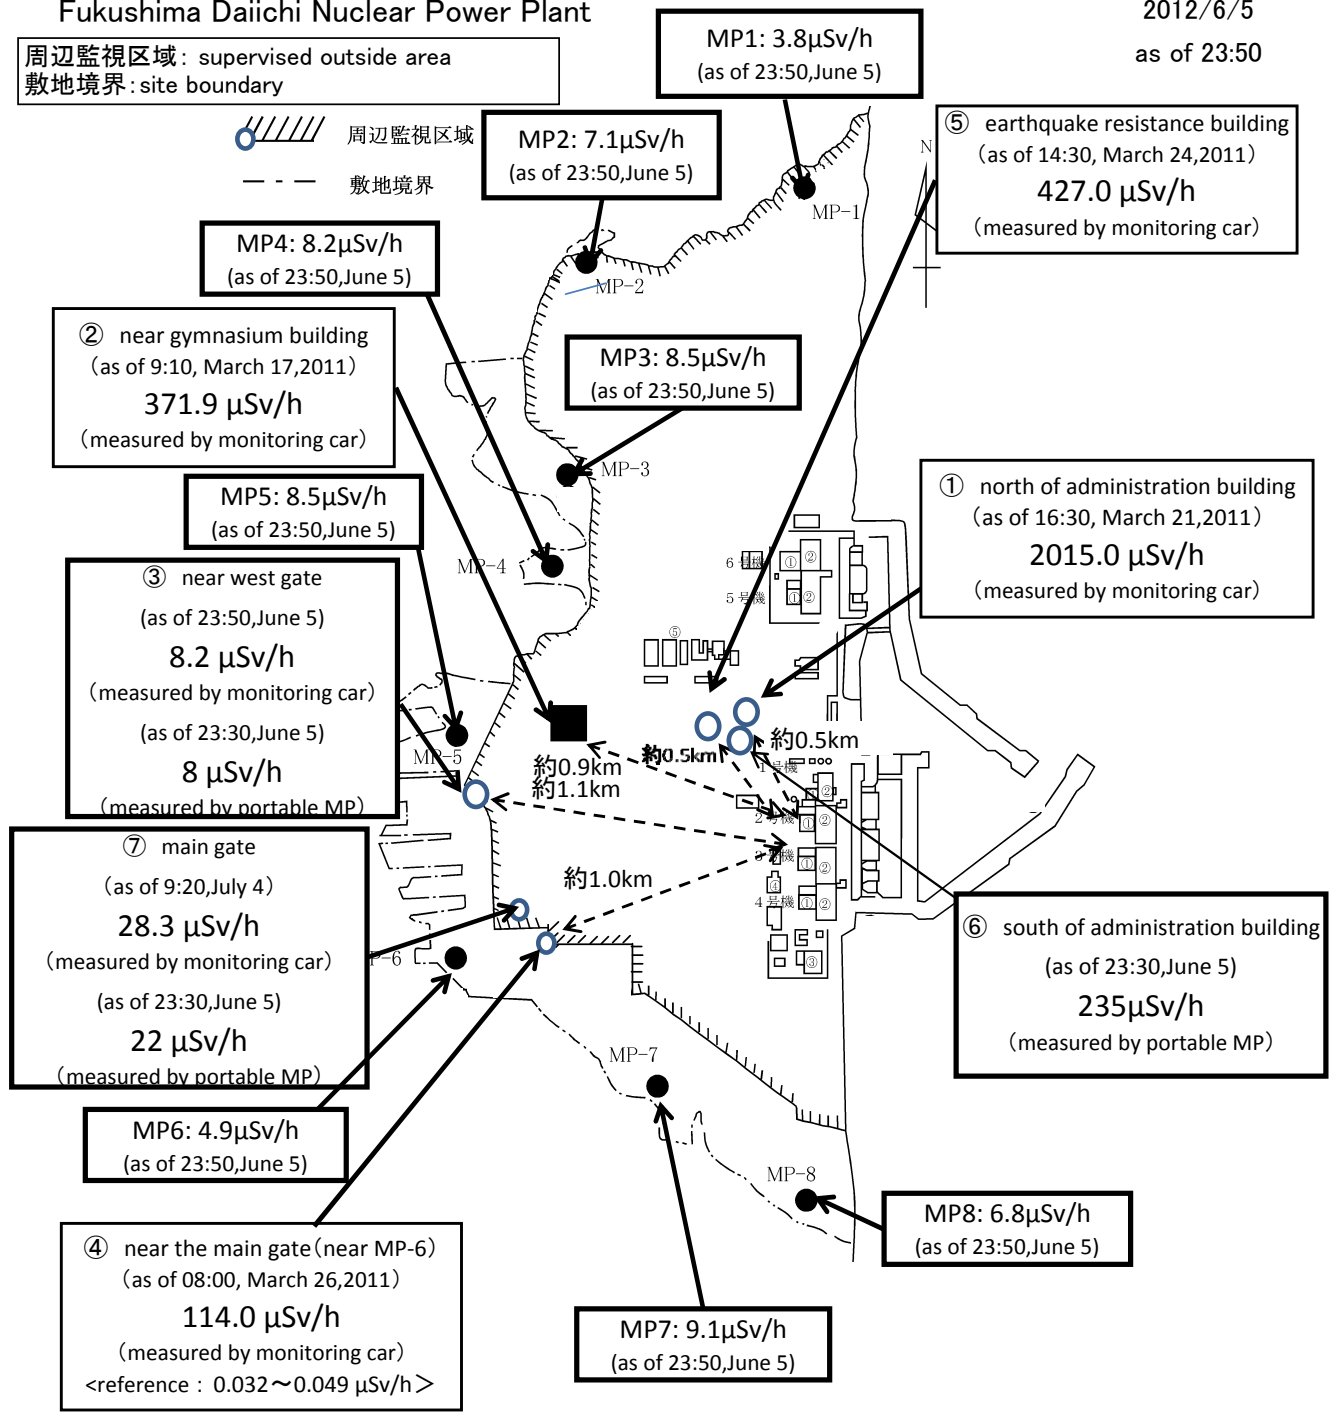 Fukushima Daiichi Nuclear Power Plant
2012/6/5
as of 23:50
周辺監視区域: supervised outside area
敷地境界:site boundary
周辺監視区域
敷地境界
MP1: 3.8μSv/h
(as of 23:50,June 5)
MP2: 7.1μSv/h
(as of 23:50,June 5)
⑤ earthquake resistance building
(as of 14:30, March 24,2011)
427.0 μSv/h
(measured by monitoring car)
N
MP-1
MP4: 8.2μSv/h
(as of 23:50,June 5)
MP-2
② near gymnasium building
(as of 9:10, March 17,2011)
371.9 μSv/h
(measured by monitoring car)
MP3: 8.5μSv/h
(as of 23:50,June 5)
MP-3
MP5: 8.5μSv/h
(as of 23:50,June 5)
① north of administration building
(as of 16:30, March 21,2011)
2015.0 μSv/h
(measured by monitoring car)
MP-4
③ near west gate
(as of 23:50,June 5)
8.2 μSv/h
(measured by monitoring car)
(as of 23:30,June 5)
8 μSv/h
(measured by portable MP)
6号機
① ②
5号機
① ②
⑤
MP-5
約0.9km
約1.1km
約0.5km
約0.5km
1号機
②
2号機
① ②
3号機
① ②
④
4号機
① ②
③
約1.0km
⑦ main gate
(as of 9:20,July 4)
28.3 μSv/h
(measured by monitoring car)
(as of 23:30,June 5)
22 μSv/h
(measured by portable MP)
P-6
⑥ south of administration building
(as of 23:30,June 5)
235μSv/h
(measured by portable MP)
MP-7
MP6: 4.9μSv/h
(as of 23:50,June 5)
MP-8
MP8: 6.8μSv/h
(as of 23:50,June 5)
④ near the main gate(near MP-6)
(as of 08:00, March 26,2011)
114.0 μSv/h
(measured by monitoring car)
<reference : 0.032～0.049 μSv/h>
MP7: 9.1μSv/h
(as of 23:50,June 5)